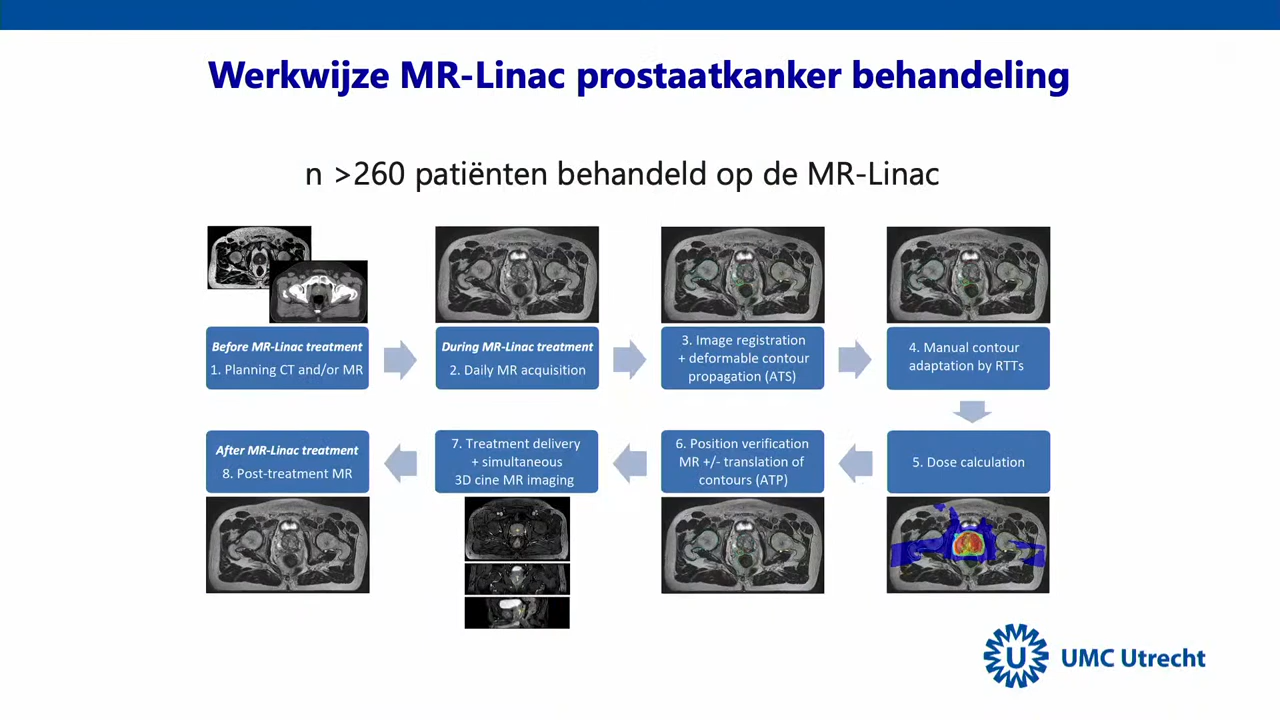 Werkwijze MR-Linac prostaatkanker behandeling
n >260 patiënten behandeld op de MR-Linac
Before MR-Linac treatment
1. Planning CT and/or MR
During MR-Linac treatment
2. Daily MR acquisition
3. Image registration
+ deformable contour
propagation (ATS)
4. Manual contour
adaptation by RTTs
5. Dose calculation
6. Position verification
MR +/- translation of
contours (ATP)
7. Treatment delivery
+ simultaneous
3D cine MR imaging
After MR-Linac treatment
8. Post-treatment MR
UMC Utrecht